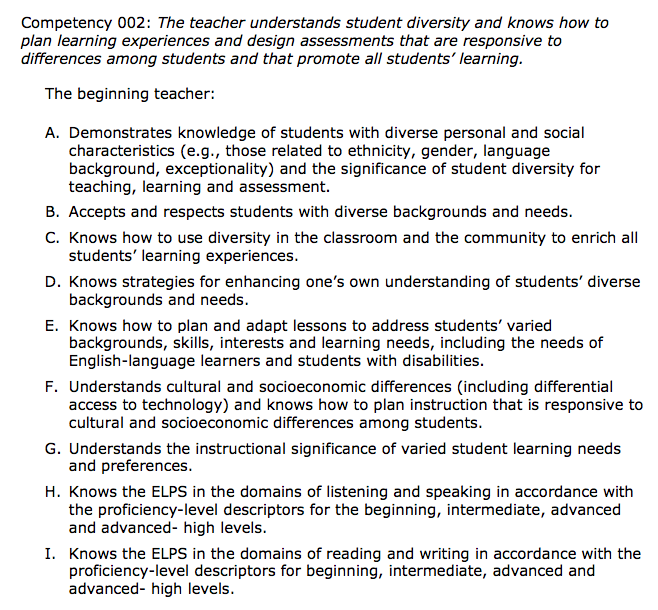 Competency 002: The teacher understands student diversity and knows how to
plan learning experiences and design assessments that are responsive to
differences among students and that promote all students’ learning.
The beginning teacher:
A. Demonstrates knowledge of students with diverse personal and social
characteristics (e.g., those related to ethnicity, gender, language
background, exceptionality) and the significance of student diversity for
teaching, learning and assessment.
B. Accepts and respects students with diverse backgrounds and needs.
C. Knows how to use diversity in the classroom and the community to enrich all
students’ learning experiences.
D. Knows strategies for enhancing one’s own understanding of students’ diverse
backgrounds and needs.
E. Knows how to plan and adapt lessons to address students’ varied
backgrounds, skills, interests and learning needs, including the needs of
English-language learners and students with disabilities.
F. Understands cultural and socioeconomic differences (including differential
access to technology) and knows how to plan instruction that is responsive to
cultural and socioeconomic differences among students.
G. Understands the instructional significance of varied student learning needs
and preferences.
H. Knows the ELPS in the domains of listening and speaking in accordance with
the proficiency-level descriptors for the beginning, intermediate, advanced
and advanced- high levels.
I. Knows the ELPS in the domains of reading and writing in accordance with the
proficiency-level descriptors for beginning, intermediate, advanced and
advanced- high levels.